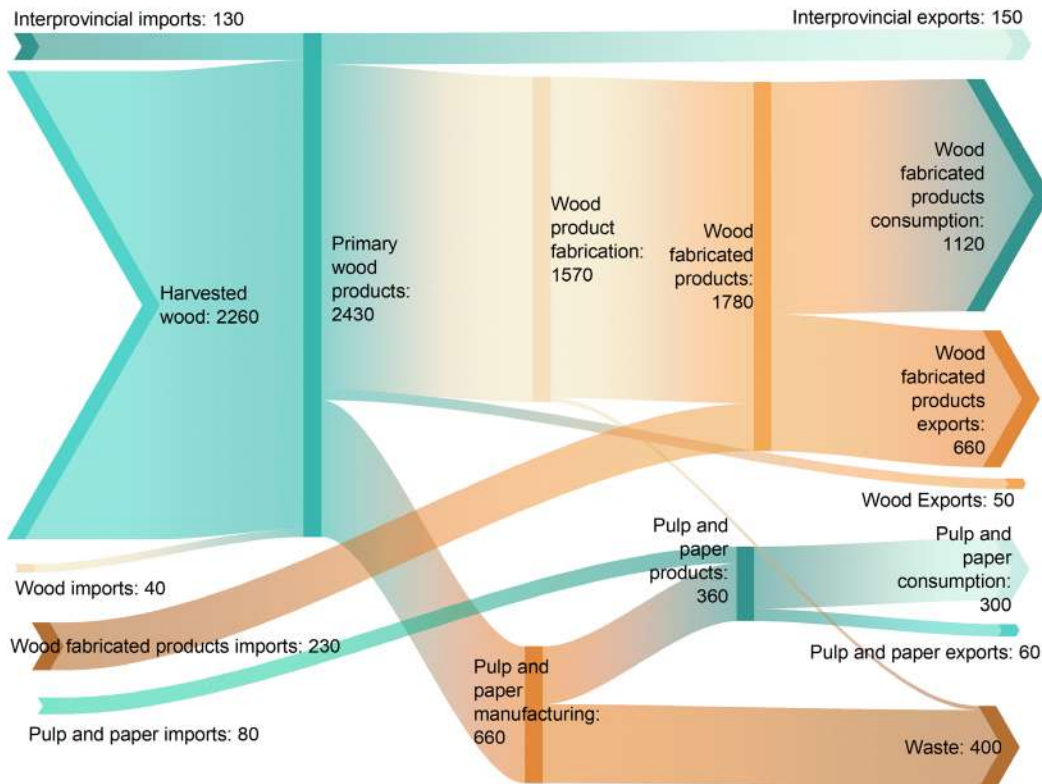 Interprovincial imports: 130
Interprovincial exports: 150
Harvested
wood: 2260
Primary
wood
products:
2430
Wood
product
fabrication:
1570
Wood
fabricated
products:
1780
Wood
fabricated
products
consumption:
1120
Wood
fabricated
products
exports:
660
Wood Exports: 50
Wood imports: 40
Wood fabricated products imports: 230
Pulp and paper imports: 80
Pulp and
paper
manufacturing:
660
Pulp and
paper
products:
360
Pulp and
paper
consumption:
300
Pulp and paper exports: 60
Waste: 400